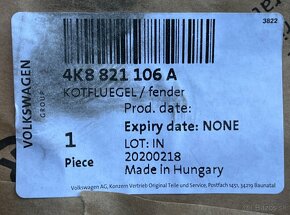 3822
VOLKSWAGEN
GROUP
4K8 821 106 A
KOTFLUEGEL / fender
Prod. date:
Expiry date: NONE
1
LOT: IN
Piece
20200218
Made in Hungary
Volkswagen AG, Konzern Vertrieb Original Teile und Service, Postfach 1451, 34219 Baunatal